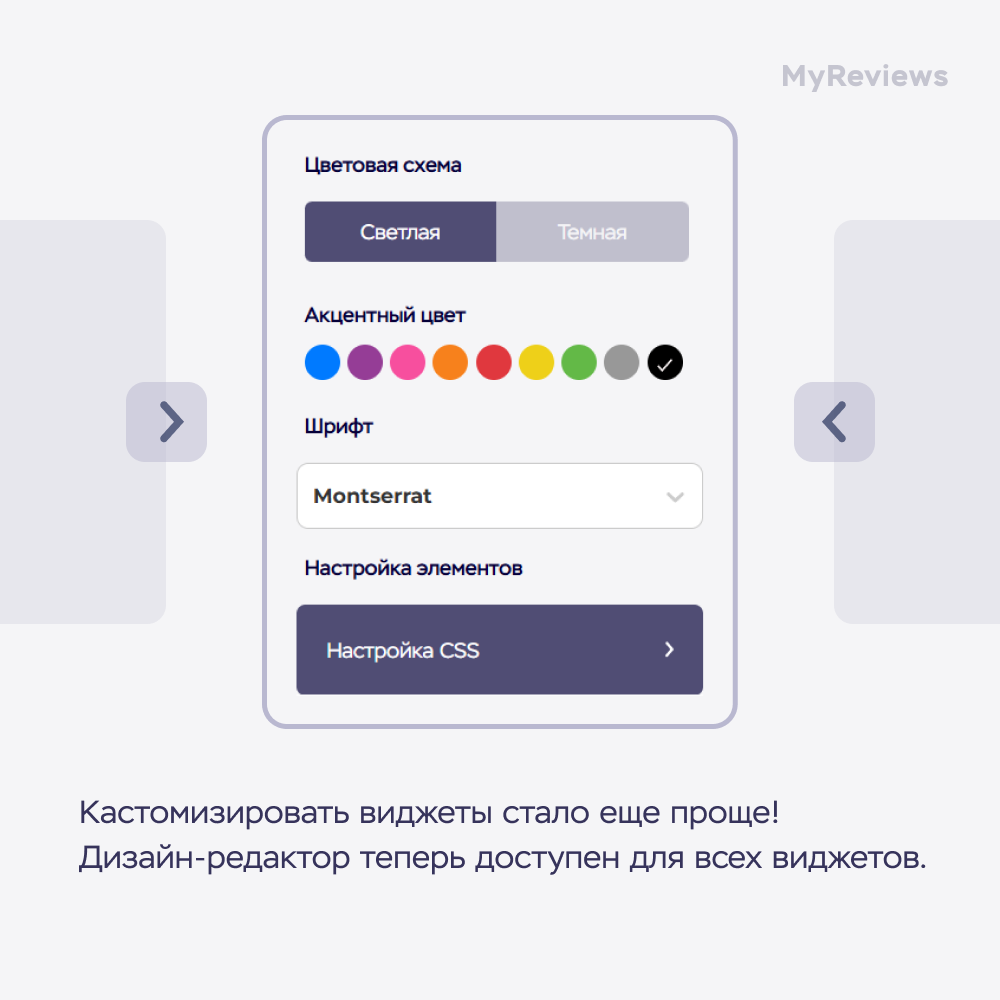 MyReviews
Цветовая схема
Светлая
Темная
Акцентный цвет
Шрифт
Montserrat
Настройка элементов
Настройка CSS
Кастомизировать виджеты стало еще проще!
Дизайн-редактор теперь доступен для всех виджетов.